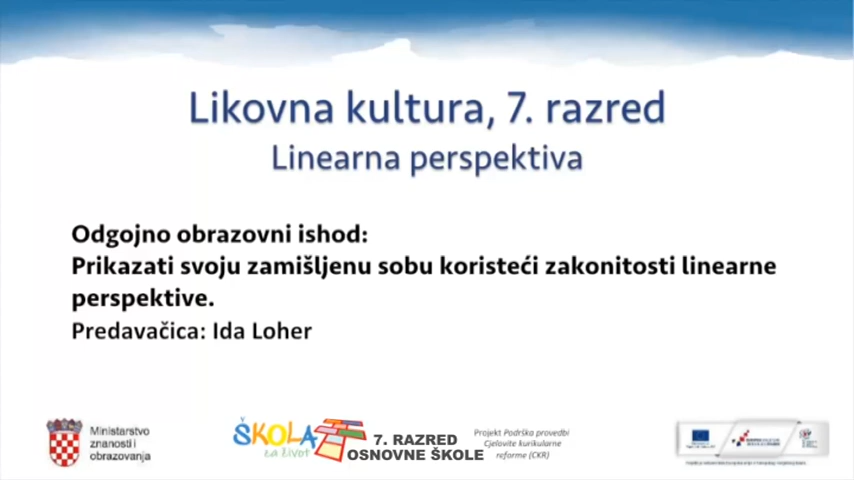 Likovna kultura, 7. razred
Linearna perspektiva
Odgojno obrazovni ishod:
Prikazati svoju zamišljenu sobu koristeći zakonitosti linearne
perspektive.
Predavačica: Ida Loher
Ministarstvo
znanosti i
obrazovanja
ŠKOLA
za život
7. RAZRED
OSNOVNE ŠKOLE
Projekt Podrška provedbi
Cjelovite kurikularne
reforme (CKR)